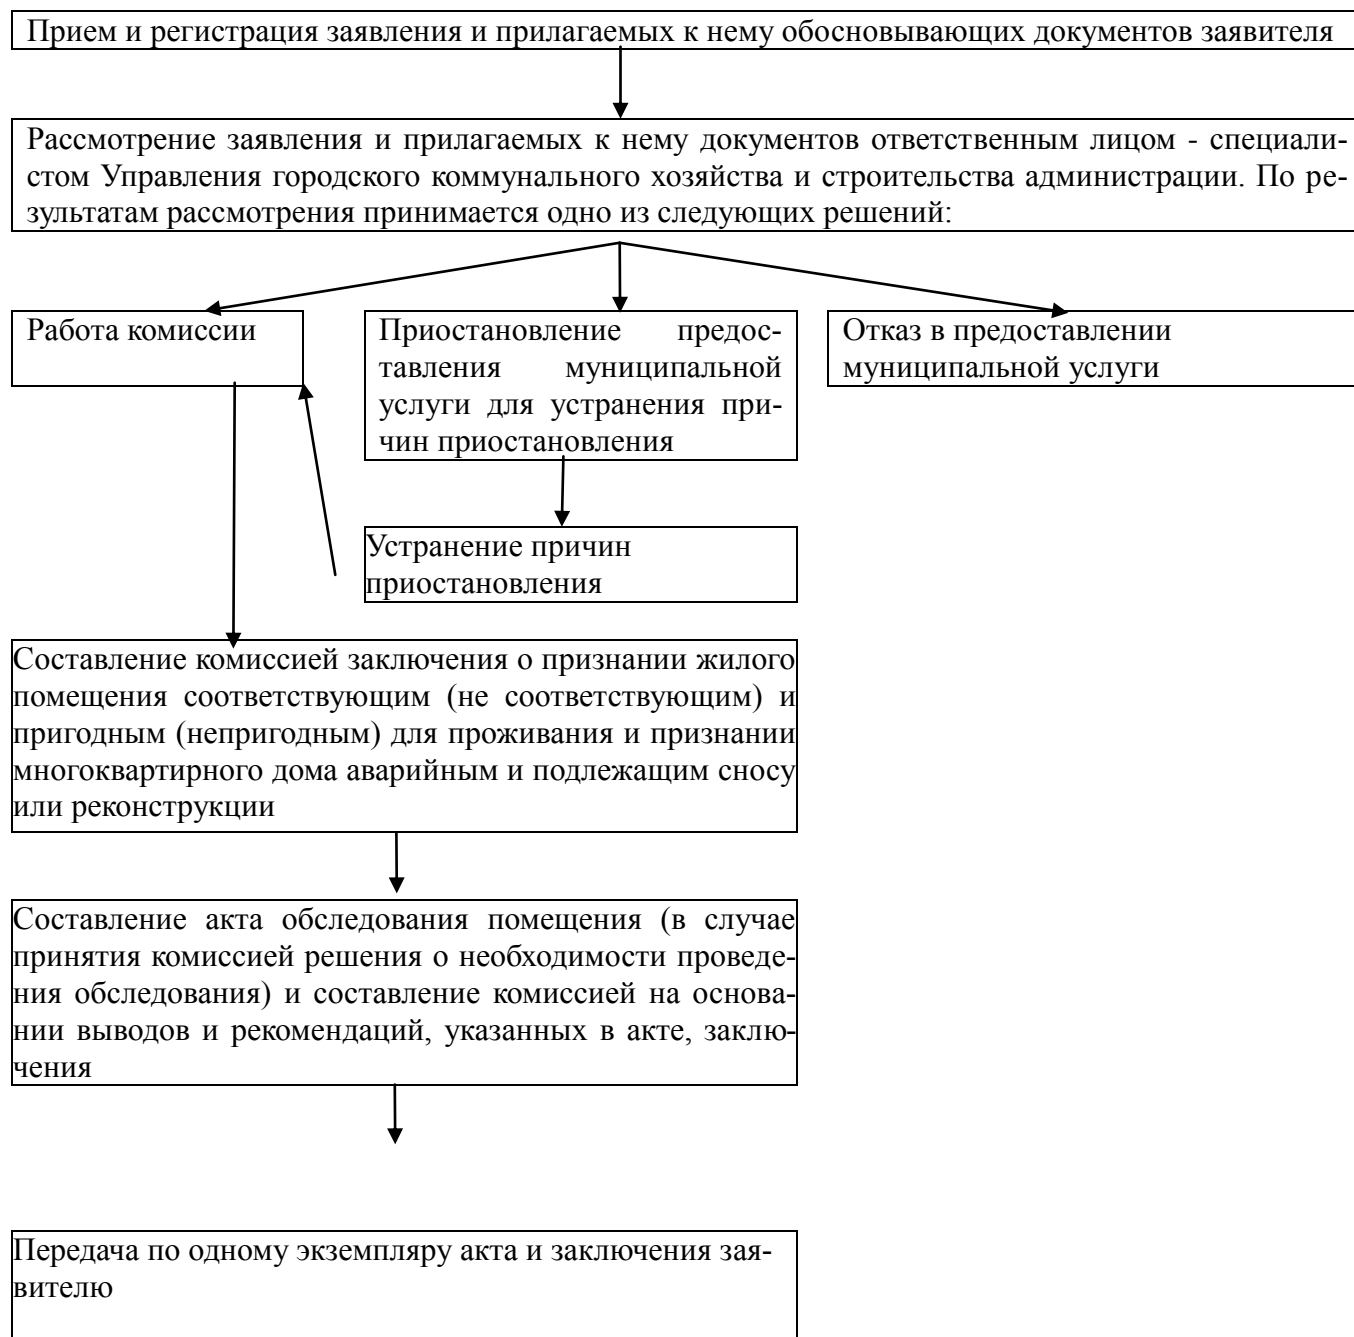 Прием и регистрация заявления и прилагаемых к нему обосновывающих документов заявителя
Рассмотрение заявления и прилагаемых к нему документов ответственным лицом - специали-
стом Управления городского коммунального хозяйства и строительства администрации. По ре-
зультатам рассмотрения принимается одно из следующих решений:
Работа комиссии
Приостановление предос-
тавления муниципальной
услуги для устранения при-
чин приостановления
Отказ в предоставлении
муниципальной услуги
Устранение причин
приостановления
Составление комиссией заключения о признании жилого
помещения соответствующим (не соответствующим) и
пригодным (непригодным) для проживания и признании
многоквартирного дома аварийным и подлежащим сносу
или реконструкции
Составление акта обследования помещения (в случае
принятия комиссией решения о необходимости проведе-
ния обследования) и составление комиссией на основа-
нии выводов и рекомендаций, указанных в акте, заклю-
чения
Передача по одному экземпляру акта и заключения зая-
вителю